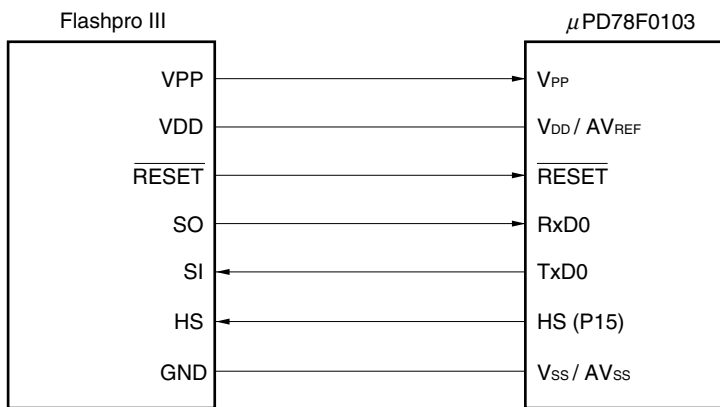 Flashpro III μPD78F0103
VPP VPP
VDD VDD / AVREF
RESET RESET
SO RxD0
SI TxD0
HS HS (P15)
GND VSS / AVSS